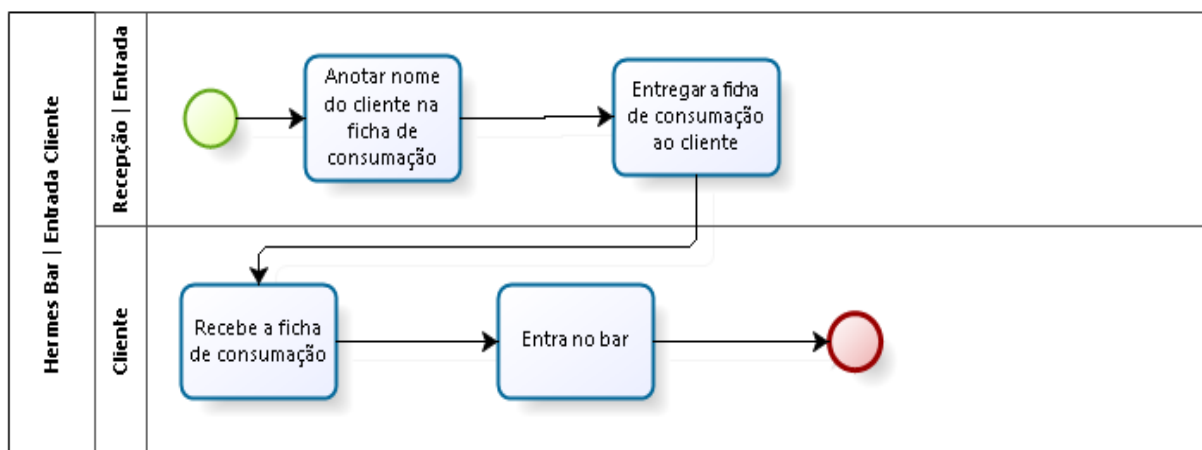 Hermes Bar | Entrada Cliente
Recepção | Entrada
Anotar nome
do cliente na
ficha de
consumação
Entregar a ficha
de consumação
ao cliente
Cliente
Recebe a ficha
de consumação
Entra no bar